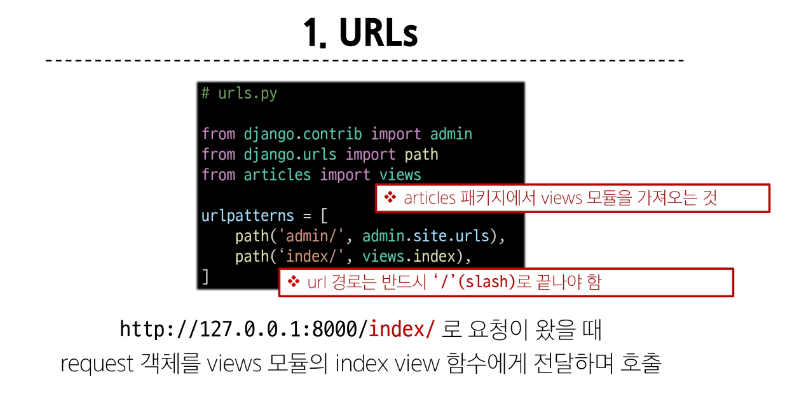 1. URLs
# urls.py
from django.contrib import admin
from django.urls import path
from articles import views
❖ articles 패키지에서 views 모듈을 가져오는 것
urlpatterns = [
path('admin/', admin.site.urls),
path(‘index/', views.index),
]
❖ url 경로는 반드시 ‘/’(slash)로 끝나야 함
http://127.0.0.1:8000/index/ 로 요청이 왔을 때
request 객체를 views 모듈의 index view 함수에게 전달하며 호출